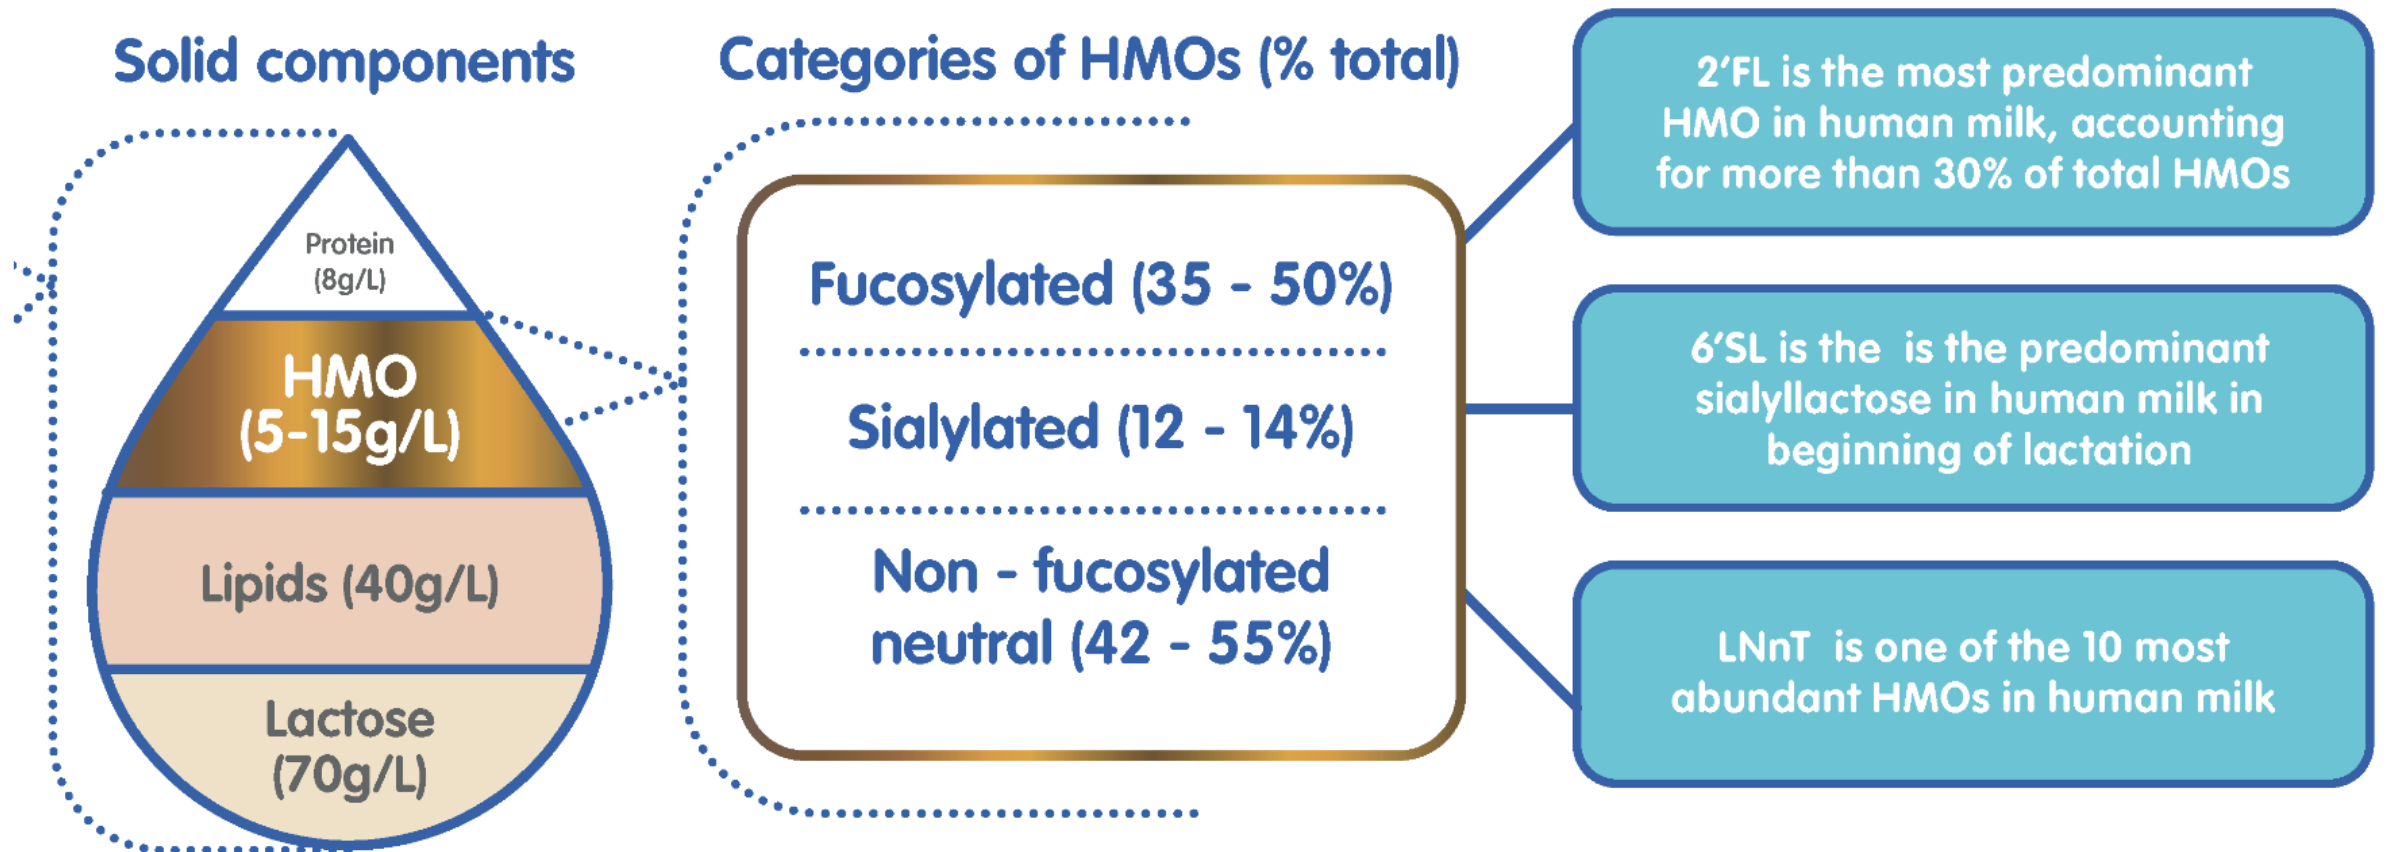 Solid components
Protein
(8g/L)
HMO
(5-15g/L)
Lipids (40g/L)
Lactose
(70g/L)
Categories of HMOs (% total)
Fucosylated (35 - 50%)
Sialylated (12 - 14%)
Non - fucosylated
neutral (42 - 55%)
2'FL is the most predominant
HMO in human milk, accounting
for more than 30% of total HMOs
6'SL is the  is the predominant
sialyllactose in human milk in
beginning of lactation
LNnT  is one of the 10 most
abundant HMOs in human milk